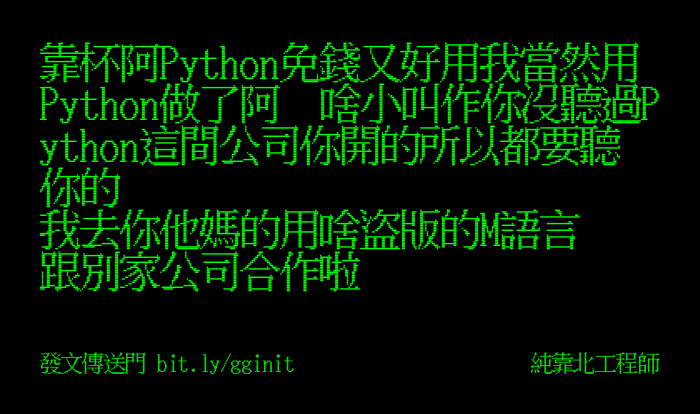 靠杯阿Python免錢又好用我當然用
Python做了阿　啥小叫作你沒聽過P
ython這間公司你開的所以都要聽
你的
我去你他媽的用啥盜版的M語言
跟別家公司合作啦
發文傳送門 bit.ly/gginit
純靠北工程師